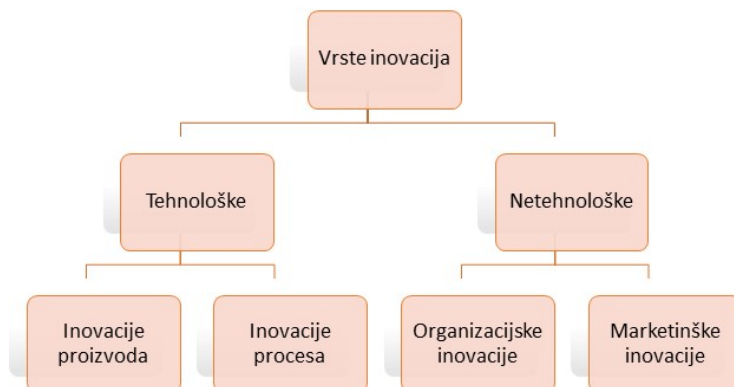 Vrste inovacija
Tehnološke
Netehnološke
Inovacije
proizvoda
Inovacije
procesa
Organizacijske
inovacije
Marketinške
inovacije